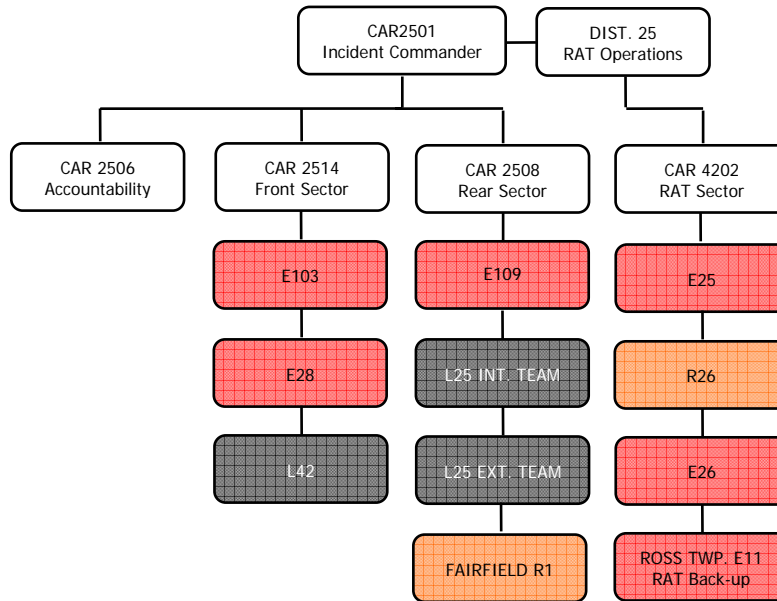 CAR2501
Incident Commander
DIST. 25
RAT Operations
CAR 2506
Accountability
CAR 2514
Front Sector
CAR 2508
Rear Sector
CAR 4202
RAT Sector
E103
E109
E25
E28
L25 INT. TEAM
R26
L42
L25 EXT. TEAM
E26
FAIRFIELD R1
ROSS TWP. E11
RAT Back-up